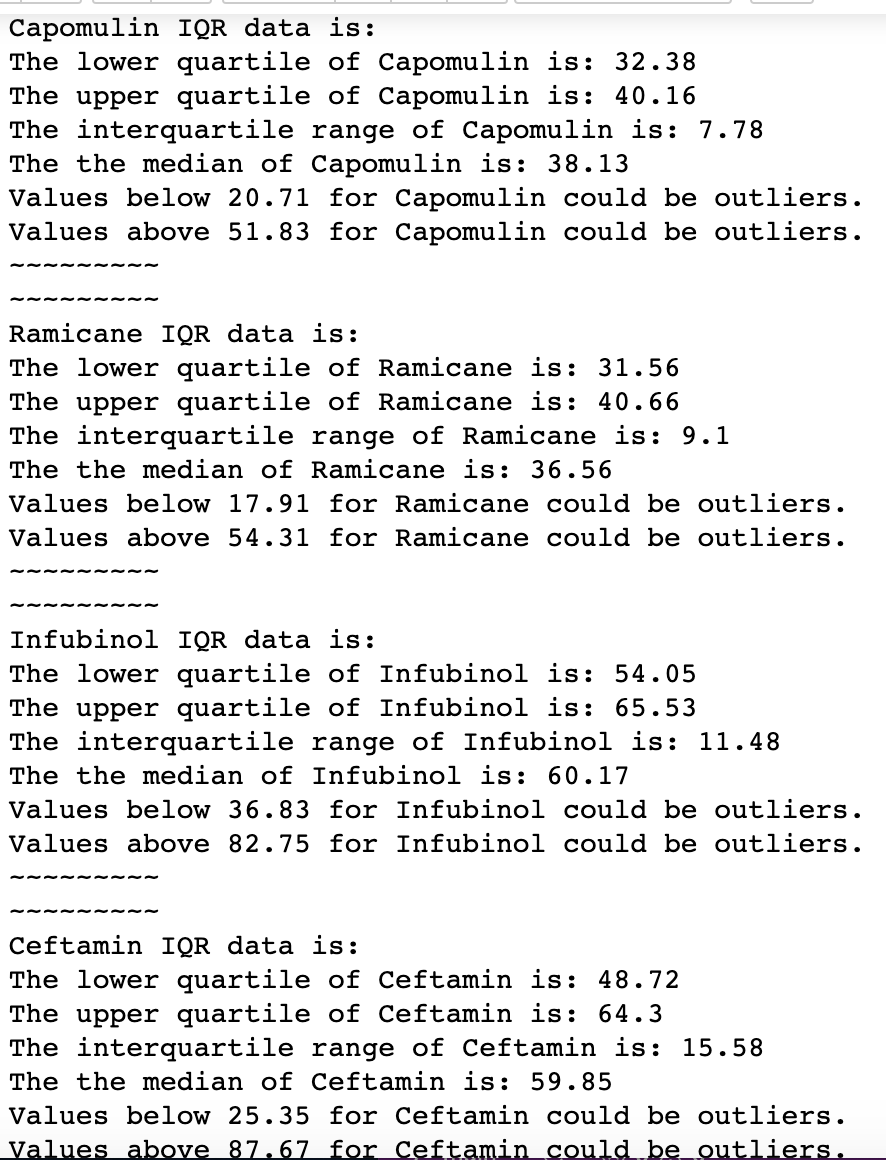 Capomulin IQR data is:
The lower quartile of Capomulin is: 32.38
The upper quartile of Capomulin is: 40.16
The interquartile range of Capomulin is: 7.78
The the median of Capomulin is: 38.13
Values below 20.71 for Capomulin could be outliers.
Values above 51.83 for Capomulin could be outliers.
~~~~~~~~~
~~~~~~~~~
Ramicane IQR data is:
The lower quartile of Ramicane is: 31.56
The upper quartile of Ramicane is: 40.66
The interquartile range of Ramicane is: 9.1
The the median of Ramicane is: 36.56
Values below 17.91 for Ramicane could be outliers.
Values above 54.31 for Ramicane could be outliers.
~~~~~~~~~
~~~~~~~~~
Infubinol IQR data is:
The lower quartile of Infubinol is: 54.05
The upper quartile of Infubinol is: 65.53
The interquartile range of Infubinol is: 11.48
The the median of Infubinol is: 60.17
Values below 36.83 for Infubinol could be outliers.
Values above 82.75 for Infubinol could be outliers.
~~~~~~~~~
~~~~~~~~~
Ceftamin IQR data is:
The lower quartile of Ceftamin is: 48.72
The upper quartile of Ceftamin is: 64.3
The interquartile range of Ceftamin is: 15.58
The the median of Ceftamin is: 59.85
Values below 25.35 for Ceftamin could be outliers.
Values above 87.67 for Ceftamin could be outliers.